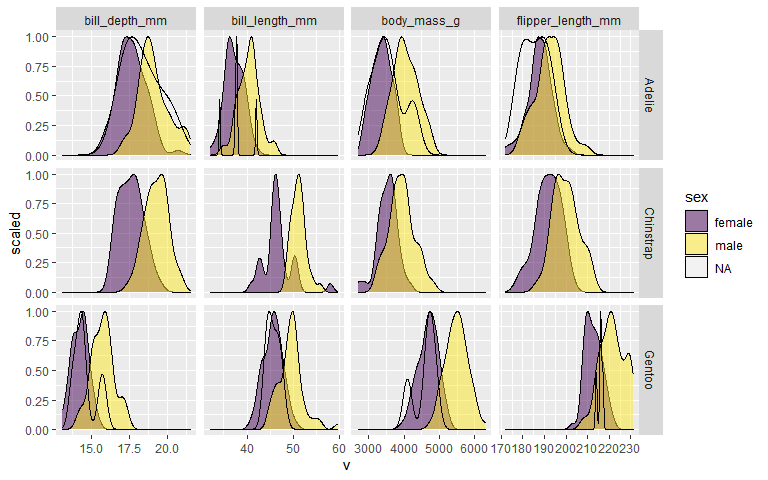 bill_depth_mm bill_length_mm body_mass_g flipper_length_mm
1.00
0.75
0.50
0.25
0.00
Adelie
1.00
0.75
0.50
0.25
0.00
Chinstrap
1.00
0.75
0.50
0.25
0.00
Gentoo
scaled
15.0 17.5 20.0 40 50 60 3000 4000 5000 6000 170 180 190 200 210 220 230
v
sex
female
male
NA